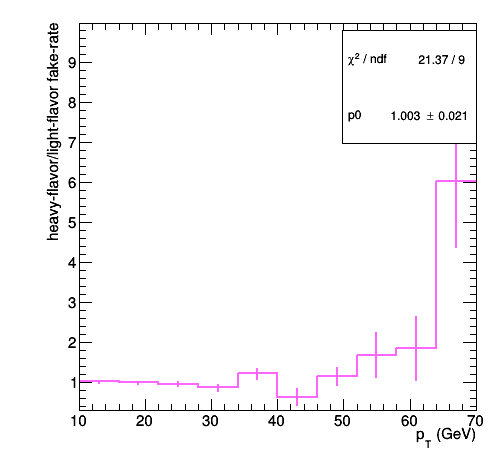 heavy-flavor/light-flavor fake-rate
χ² / ndf 21.37 / 9
p0 1.003 ± 0.021
9
8
7
6
5
4
3
2
1
10 20 30 40 50 60 70
p_T (GeV)